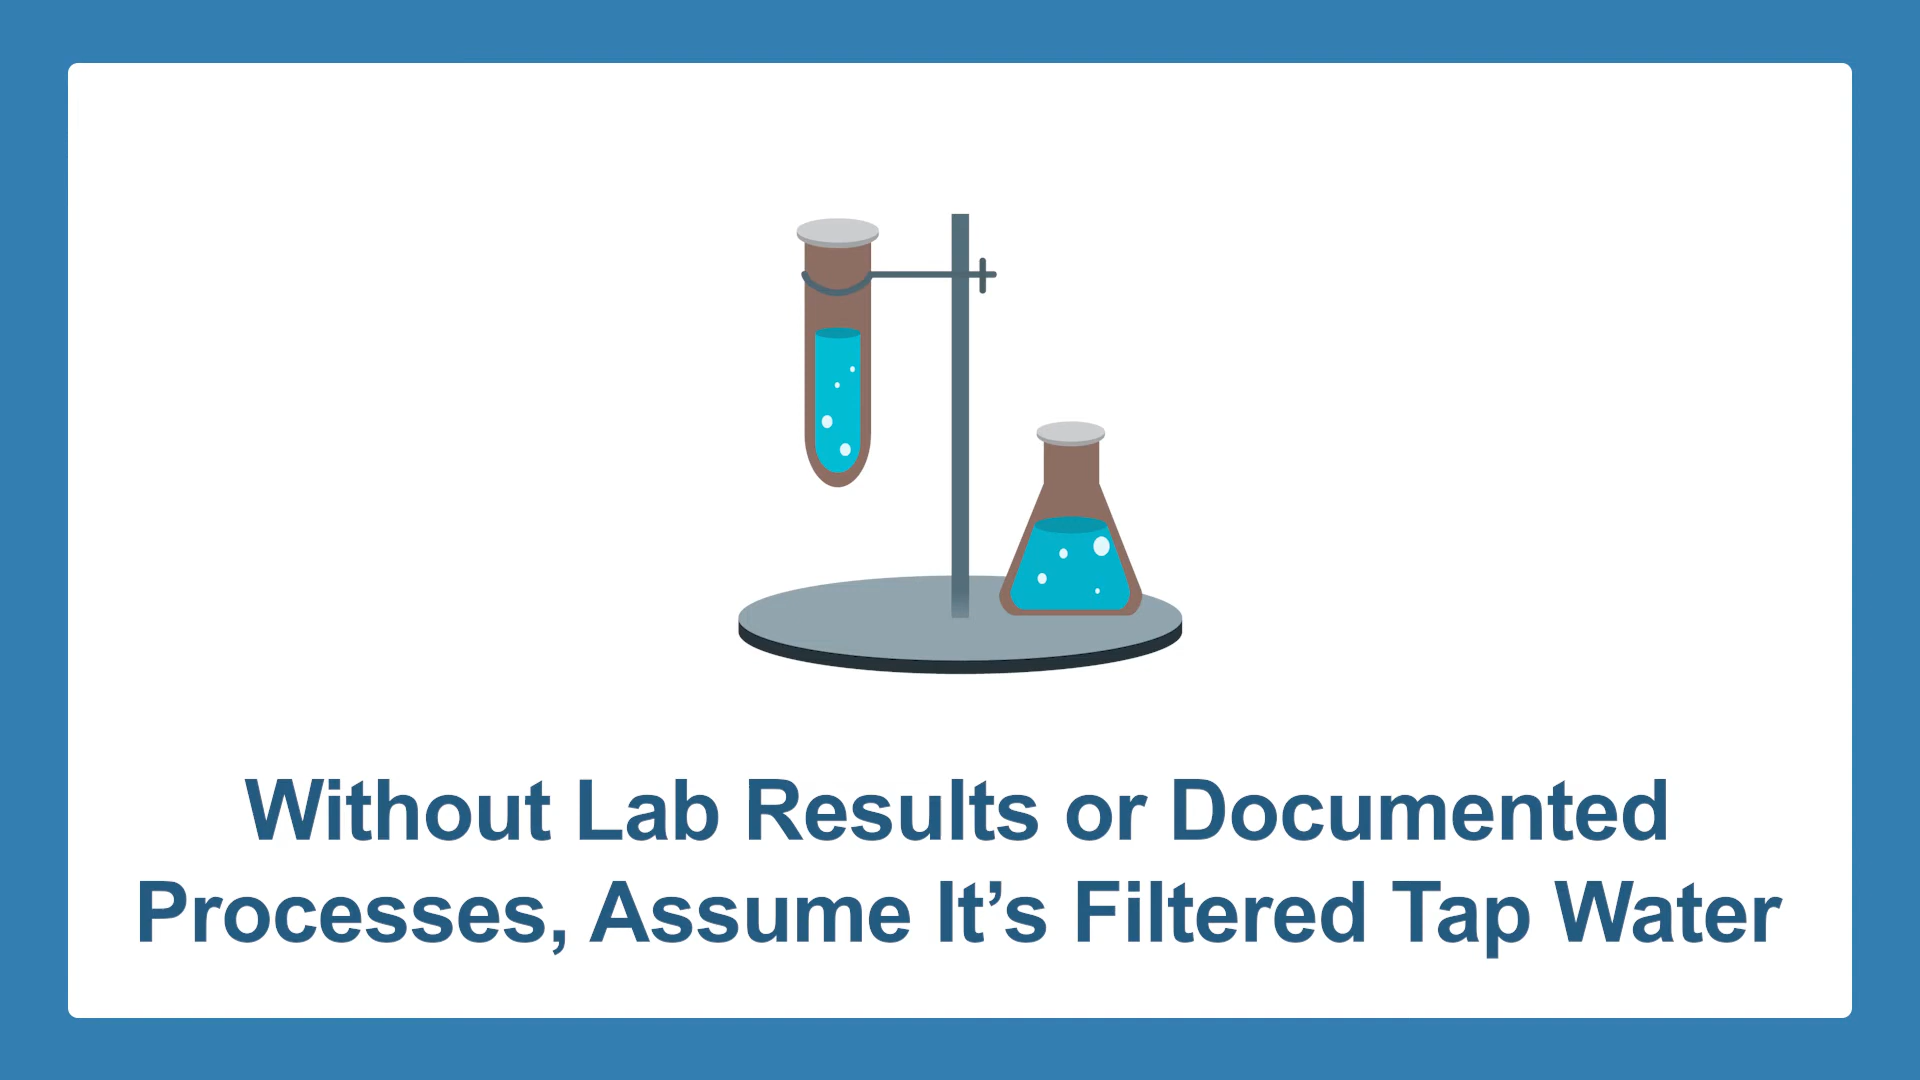 Without Lab Results or Documented
Processes, Assume It’s Filtered Tap Water